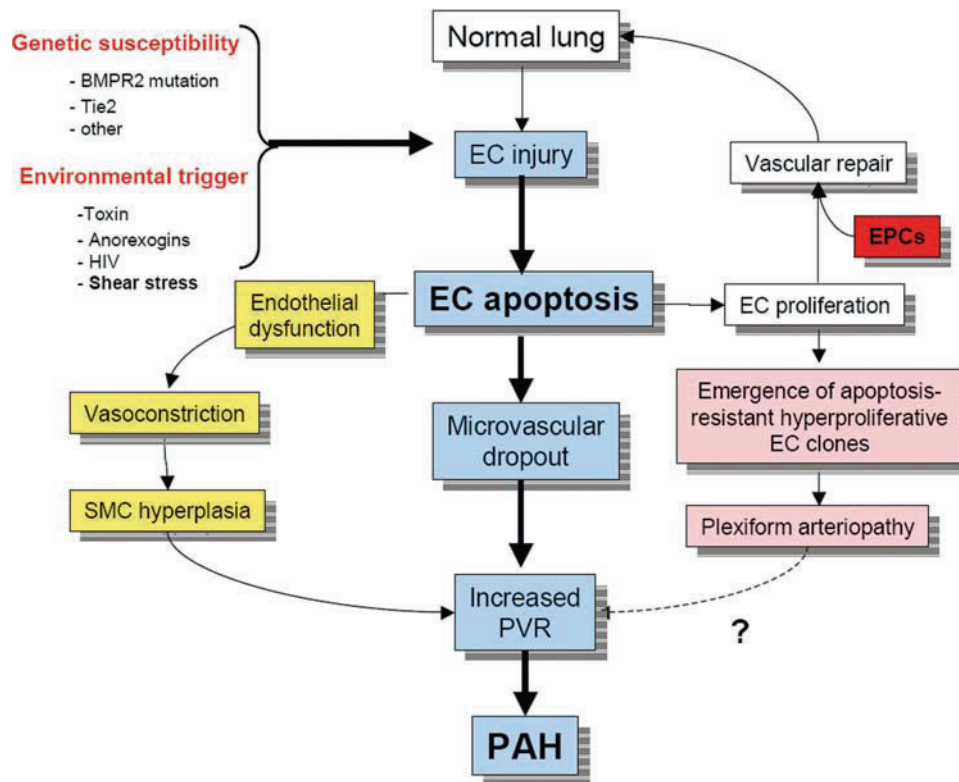 Genetic susceptibility
- BMPR2 mutation
- Tie2
- other
Environmental trigger
-Toxin
- Anorexogins
- HIV
- Shear stress
Normal lung
EC injury
Vascular repair
EPCs
Endothelial
dysfunction
EC apoptosis
EC proliferation
Vasoconstriction
Microvascular
dropout
Emergence of apoptosis-
resistant hyperproliferative
EC clones
SMC hyperplasia
Plexiform arteriopathy
Increased
PVR
?
PAH